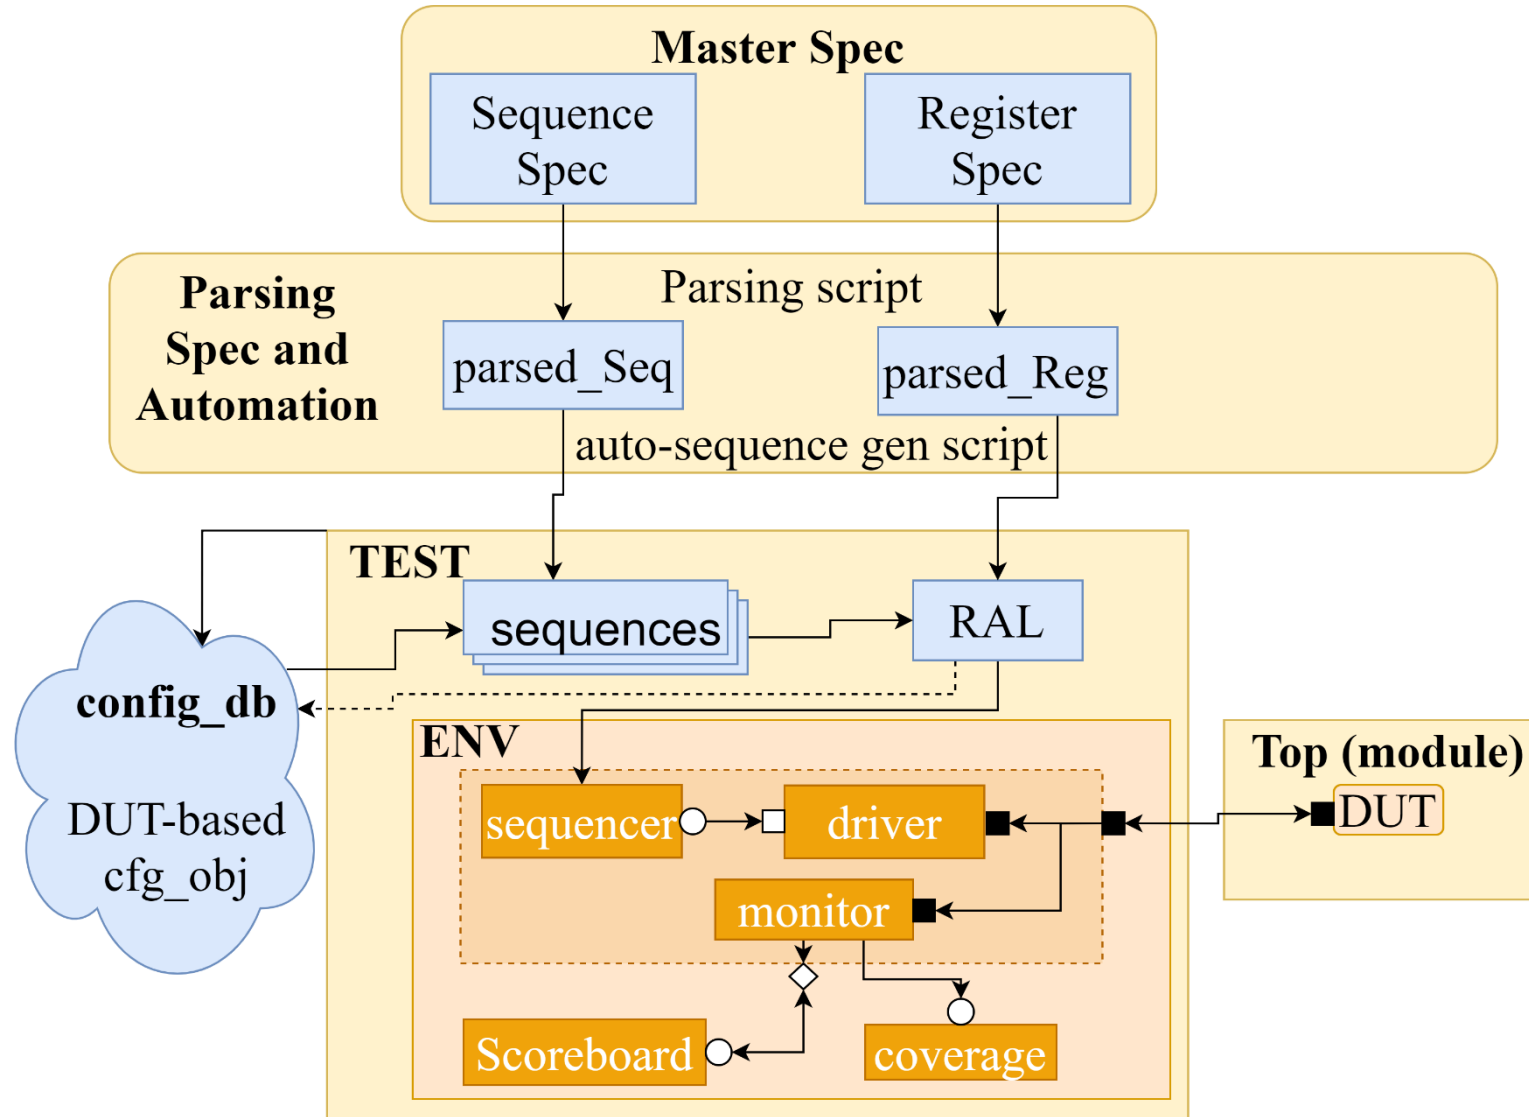 Master Spec
Sequence
Spec
Register
Spec
Parsing
Spec and
Automation
Parsing script
parsed_Seq
parsed_Reg
auto-sequence gen script
TEST
sequences
RAL
config_db
DUT-based
cfg_obj
ENV
sequencer
driver
monitor
Scoreboard
coverage
Top (module)
DUT